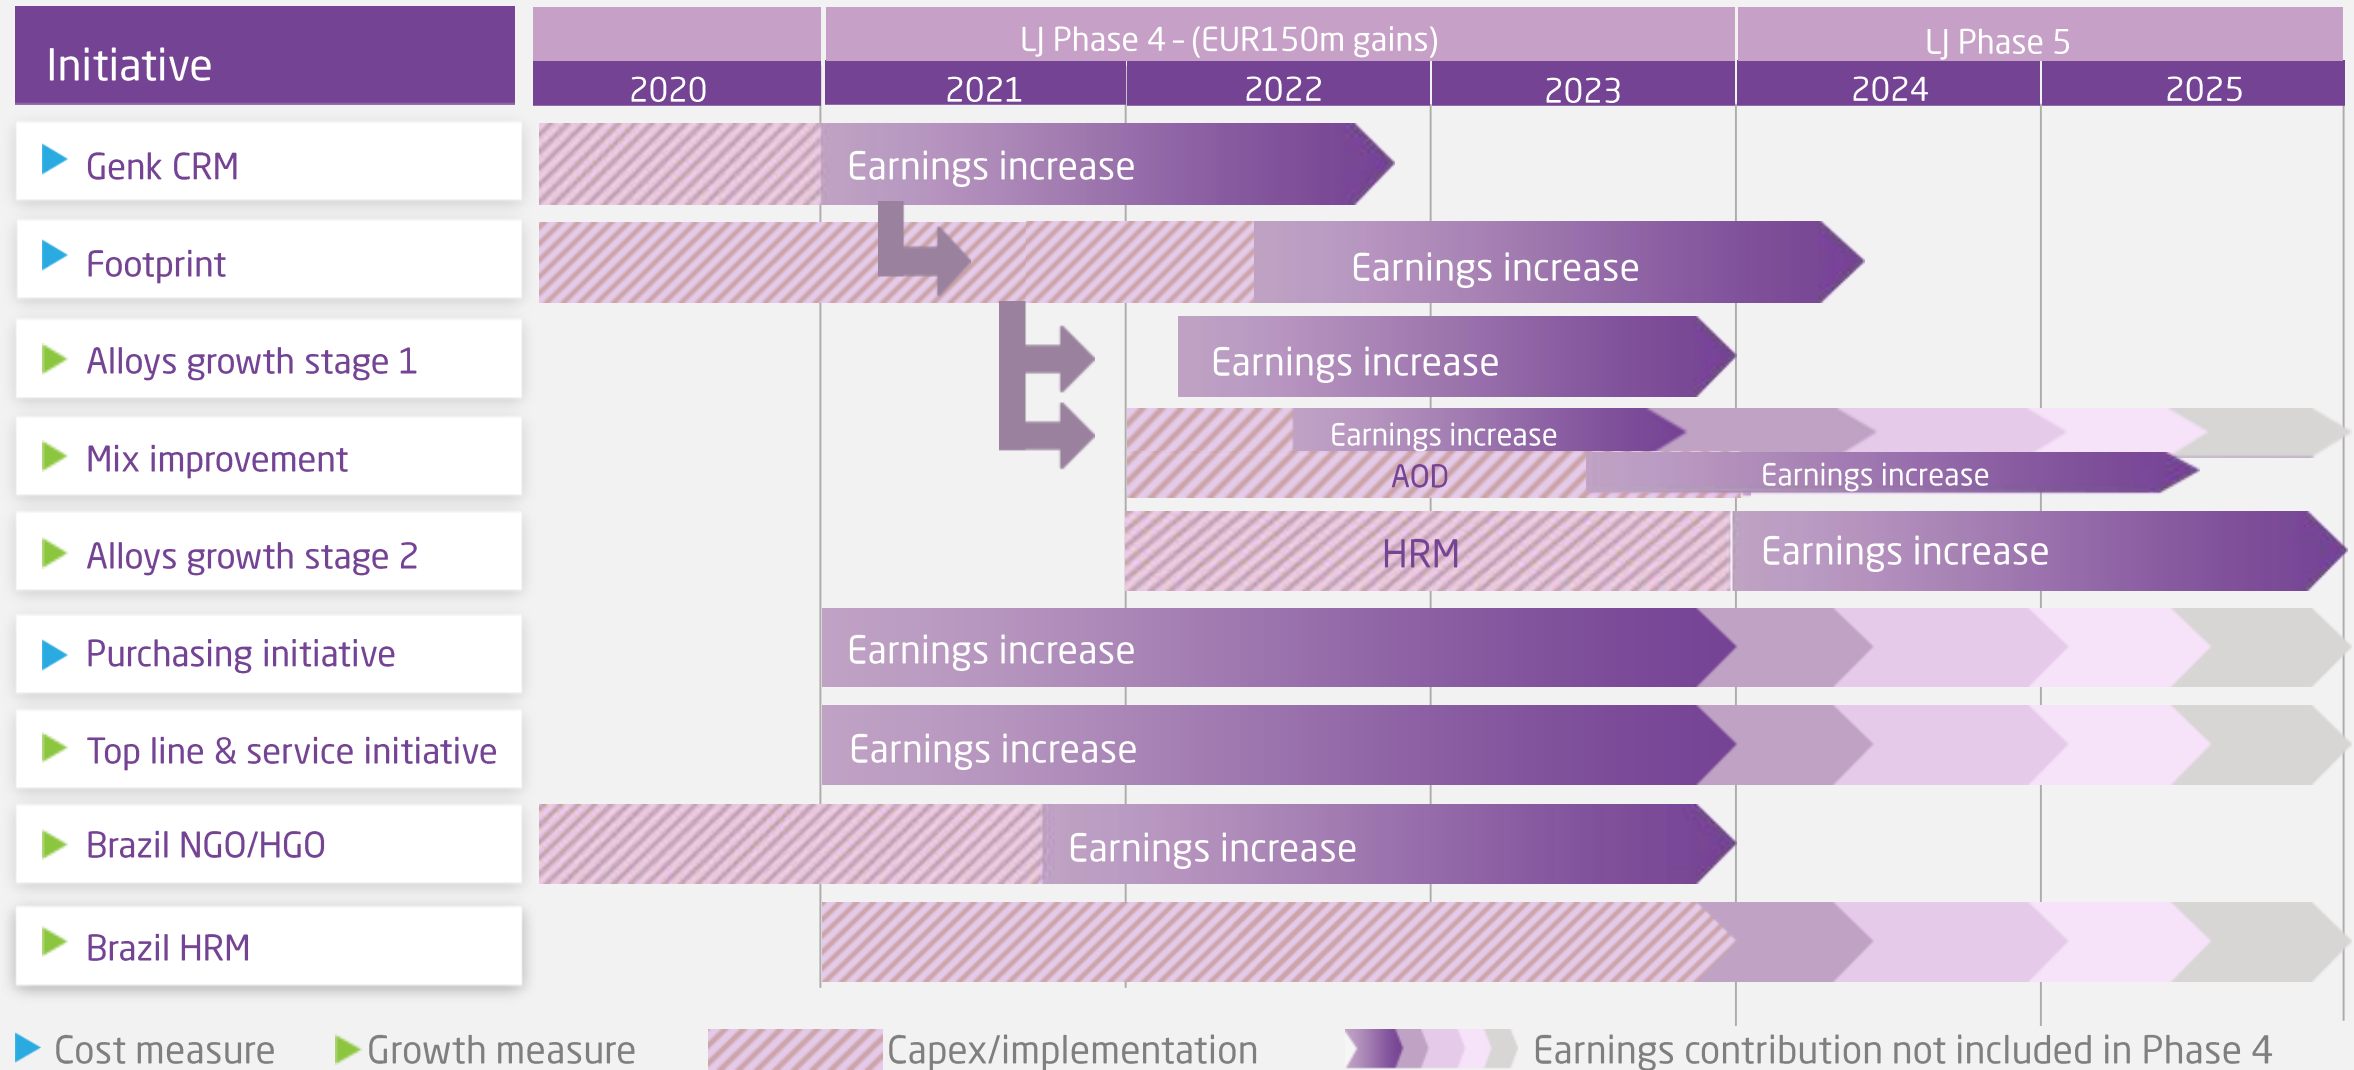 Initiative
LJ Phase 4 – (EUR150m gains)
LJ Phase 5
2020
2021
2022
2023
2024
2025
Genk CRM
Earnings increase
Footprint
Earnings increase
Alloys growth stage 1
Earnings increase
Mix improvement
Earnings increase
AOD
Earnings increase
Alloys growth stage 2
HRM
Earnings increase
Purchasing initiative
Earnings increase
Top line & service initiative
Earnings increase
Brazil NGO/HGO
Earnings increase
Brazil HRM
Cost measure
Growth measure
Capex/implementation
Earnings contribution not included in Phase 4